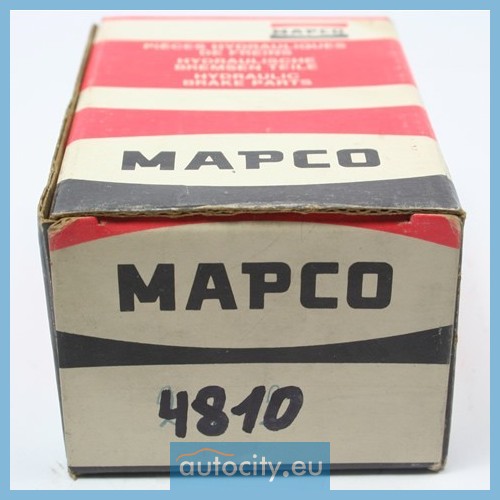 MAPCO
PIÈCES HYDRAULIQUES
DE FREINS
HYDRAULISCHE
BREMSEN TEILE
HYDRAULIC
BRAKE PARTS
MAPCO
MAPCO
4810
autocity.eu